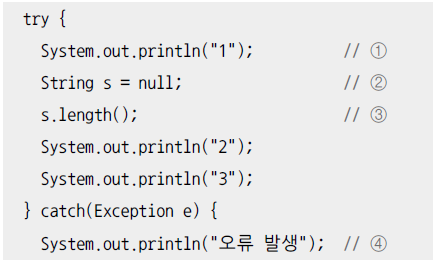 try {
  System.out.println("1");          // ①
  String s = null;                  // ②
  s.length();                       // ③
  System.out.println("2");
  System.out.println("3");
} catch(Exception e) {
  System.out.println("오류 발생");  // ④